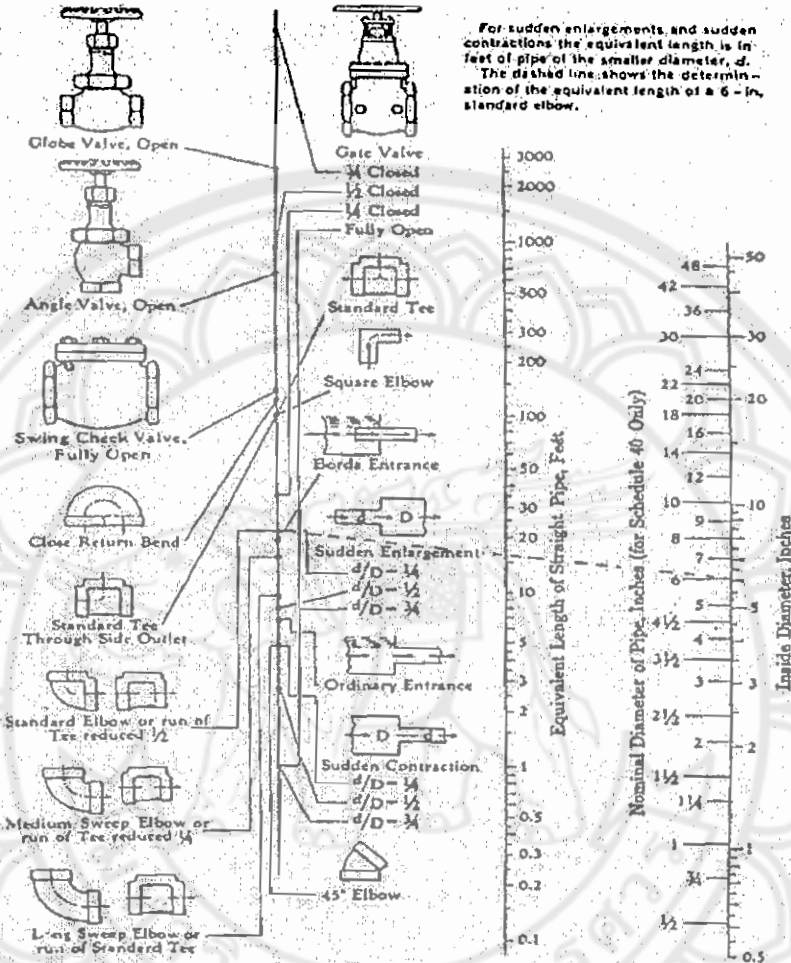 For sudden enlargements and sudden
contractions the equivalent length is in
feet of pipe of the smaller diameter, d.
The dashed line shows the determin-
ation of the equivalent length of a 6-in,
standard elbow.
Globe Valve, Open
Angle Valve, Open
Swing Check Valve,
Fully Open
Close Return Bend
Standard Tee
Through Side Outlet
Standard Elbow or run of
Tee reduced ½
Medium Sweep Elbow or
run of Tee reduced ¼
Long Sweep Elbow or
run of Standard Tee
Gate Valve
¾ Closed
½ Closed
¼ Closed
Fully Open
Standard Tee
Square Elbow
Borda Entrance
d
D
Sudden Enlargement
d/D - ¼
d/D - ½
d/D - ¾
Ordinary Entrance
D
d
Sudden Contraction
d/D - ¼
d/D - ½
d/D - ¾
45° Elbow
3000
2000
1000
500
300
200
100
50
30
20
10
5
3
2
1
0.5
0.3
0.2
0.1
Equivalent Length of Straight Pipe, Feet
Nominal Diameter of Pipe, Inches (for Schedule 40 Only)
48
42
36
30
24
22
20
18
16
14
12
10
9
8
7
6
5
4½
4
3½
3
2½
2
1½
1¼
1
¾
½
50
30
20
10
5
3
2
1
0.5
Inside Diameter, Inches